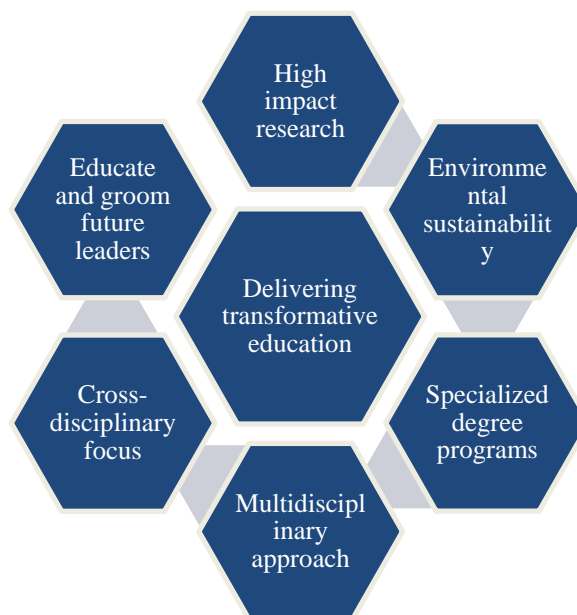 High
impact
research
Environme
ntal
sustainabilit
y
Specialized
degree
programs
Multidiscipl
inary
approach
Cross-
disciplinary
focus
Educate
and groom
future
leaders
Delivering
transformative
education